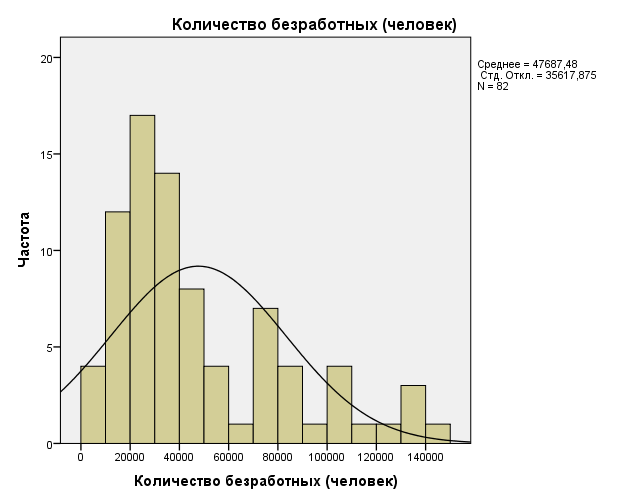 Количество безработных (человек)
Среднее = 47687,48
Стд. Откл. = 35617,875
N = 82
20
15
10
5
0
Частота
0 20000 40000 60000 80000 100000 120000 140000
Количество безработных (человек)